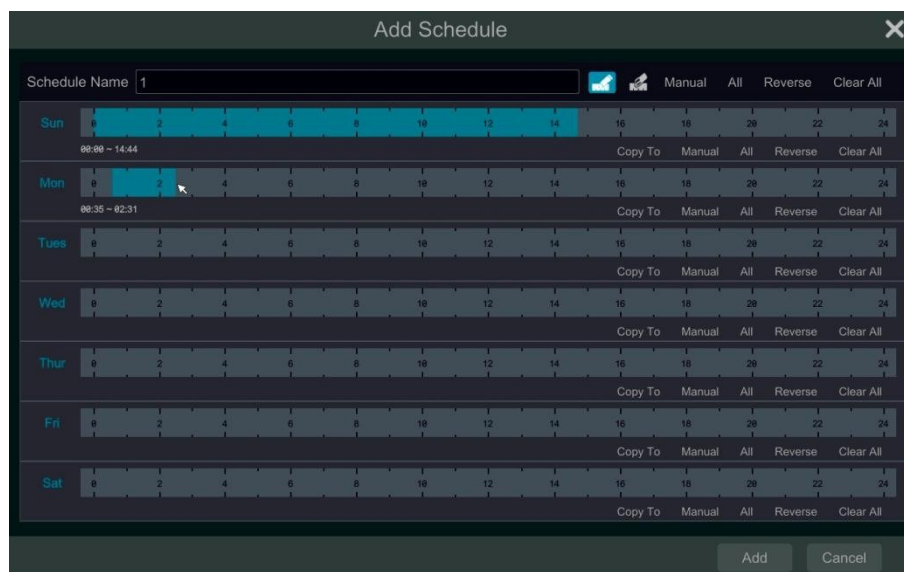 Add Schedule
Schedule Name 1 Manual All Reverse Clear All
Sun 0 2 4 6 8 10 12 14 16 18 20 22 24
00:00 ~ 14:44 Copy To Manual All Reverse Clear All
Mon 0 2 4 6 8 10 12 14 16 18 20 22 24
00:35 ~ 02:31 Copy To Manual All Reverse Clear All
Tues 0 2 4 6 8 10 12 14 16 18 20 22 24
Copy To Manual All Reverse Clear All
Wed 0 2 4 6 8 10 12 14 16 18 20 22 24
Copy To Manual All Reverse Clear All
Thur 0 2 4 6 8 10 12 14 16 18 20 22 24
Copy To Manual All Reverse Clear All
Fri 0 2 4 6 8 10 12 14 16 18 20 22 24
Copy To Manual All Reverse Clear All
Sat 0 2 4 6 8 10 12 14 16 18 20 22 24
Copy To Manual All Reverse Clear All
Add Cancel